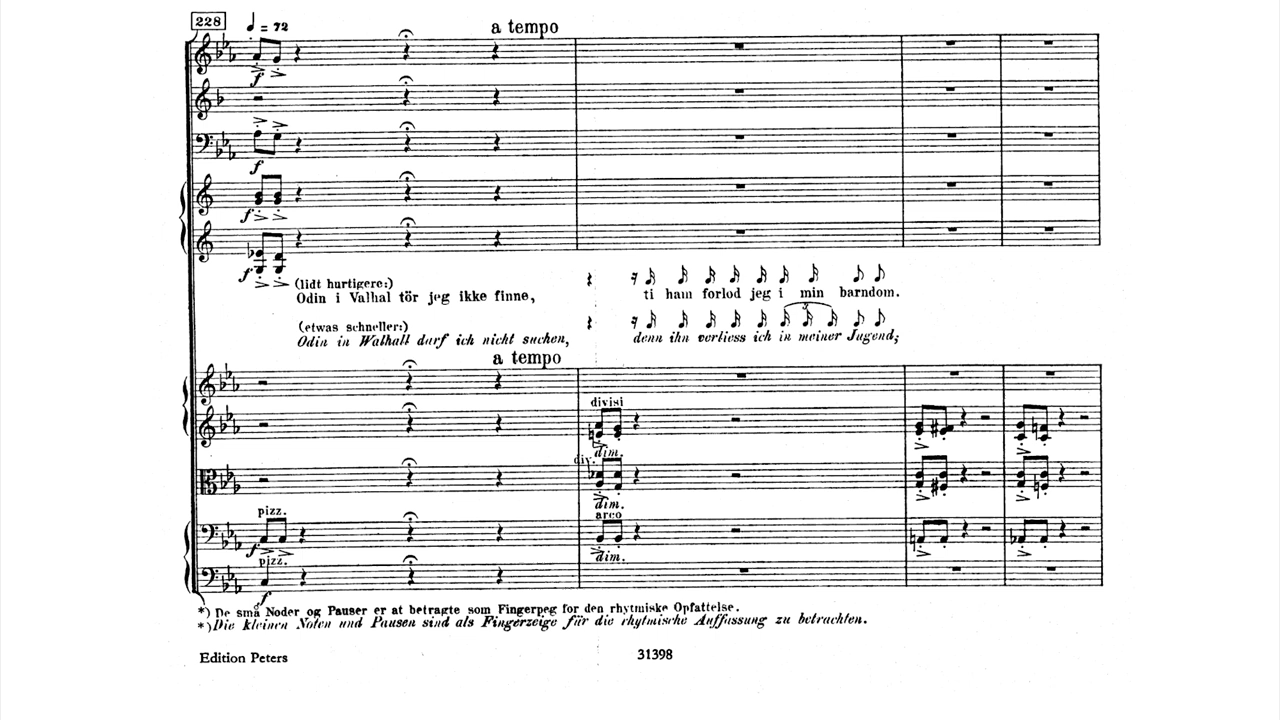 228 ♩ = 72 a tempo
f
f
f
f
(lidt hurtigere:)
Odin i Valhal tör jeg ikke finne, ti ham forlod jeg i min barndom.
3
(etwas schneller:)
Odin in Walhall darf ich nicht suchen, denn ihn verliess ich in meiner Jugend;
a tempo
divisi
dim.
div.
dim.
pizz. arco
f dim.
pizz.
f
*) De små Noder og Pauser er at betragte som Fingerpeg for den rhytmiske Opfattelse.
*) Die kleinen Noten und Pausen sind als Fingerzeige für die rhytmische Auffassung zu betrachten.
Edition Peters 31398